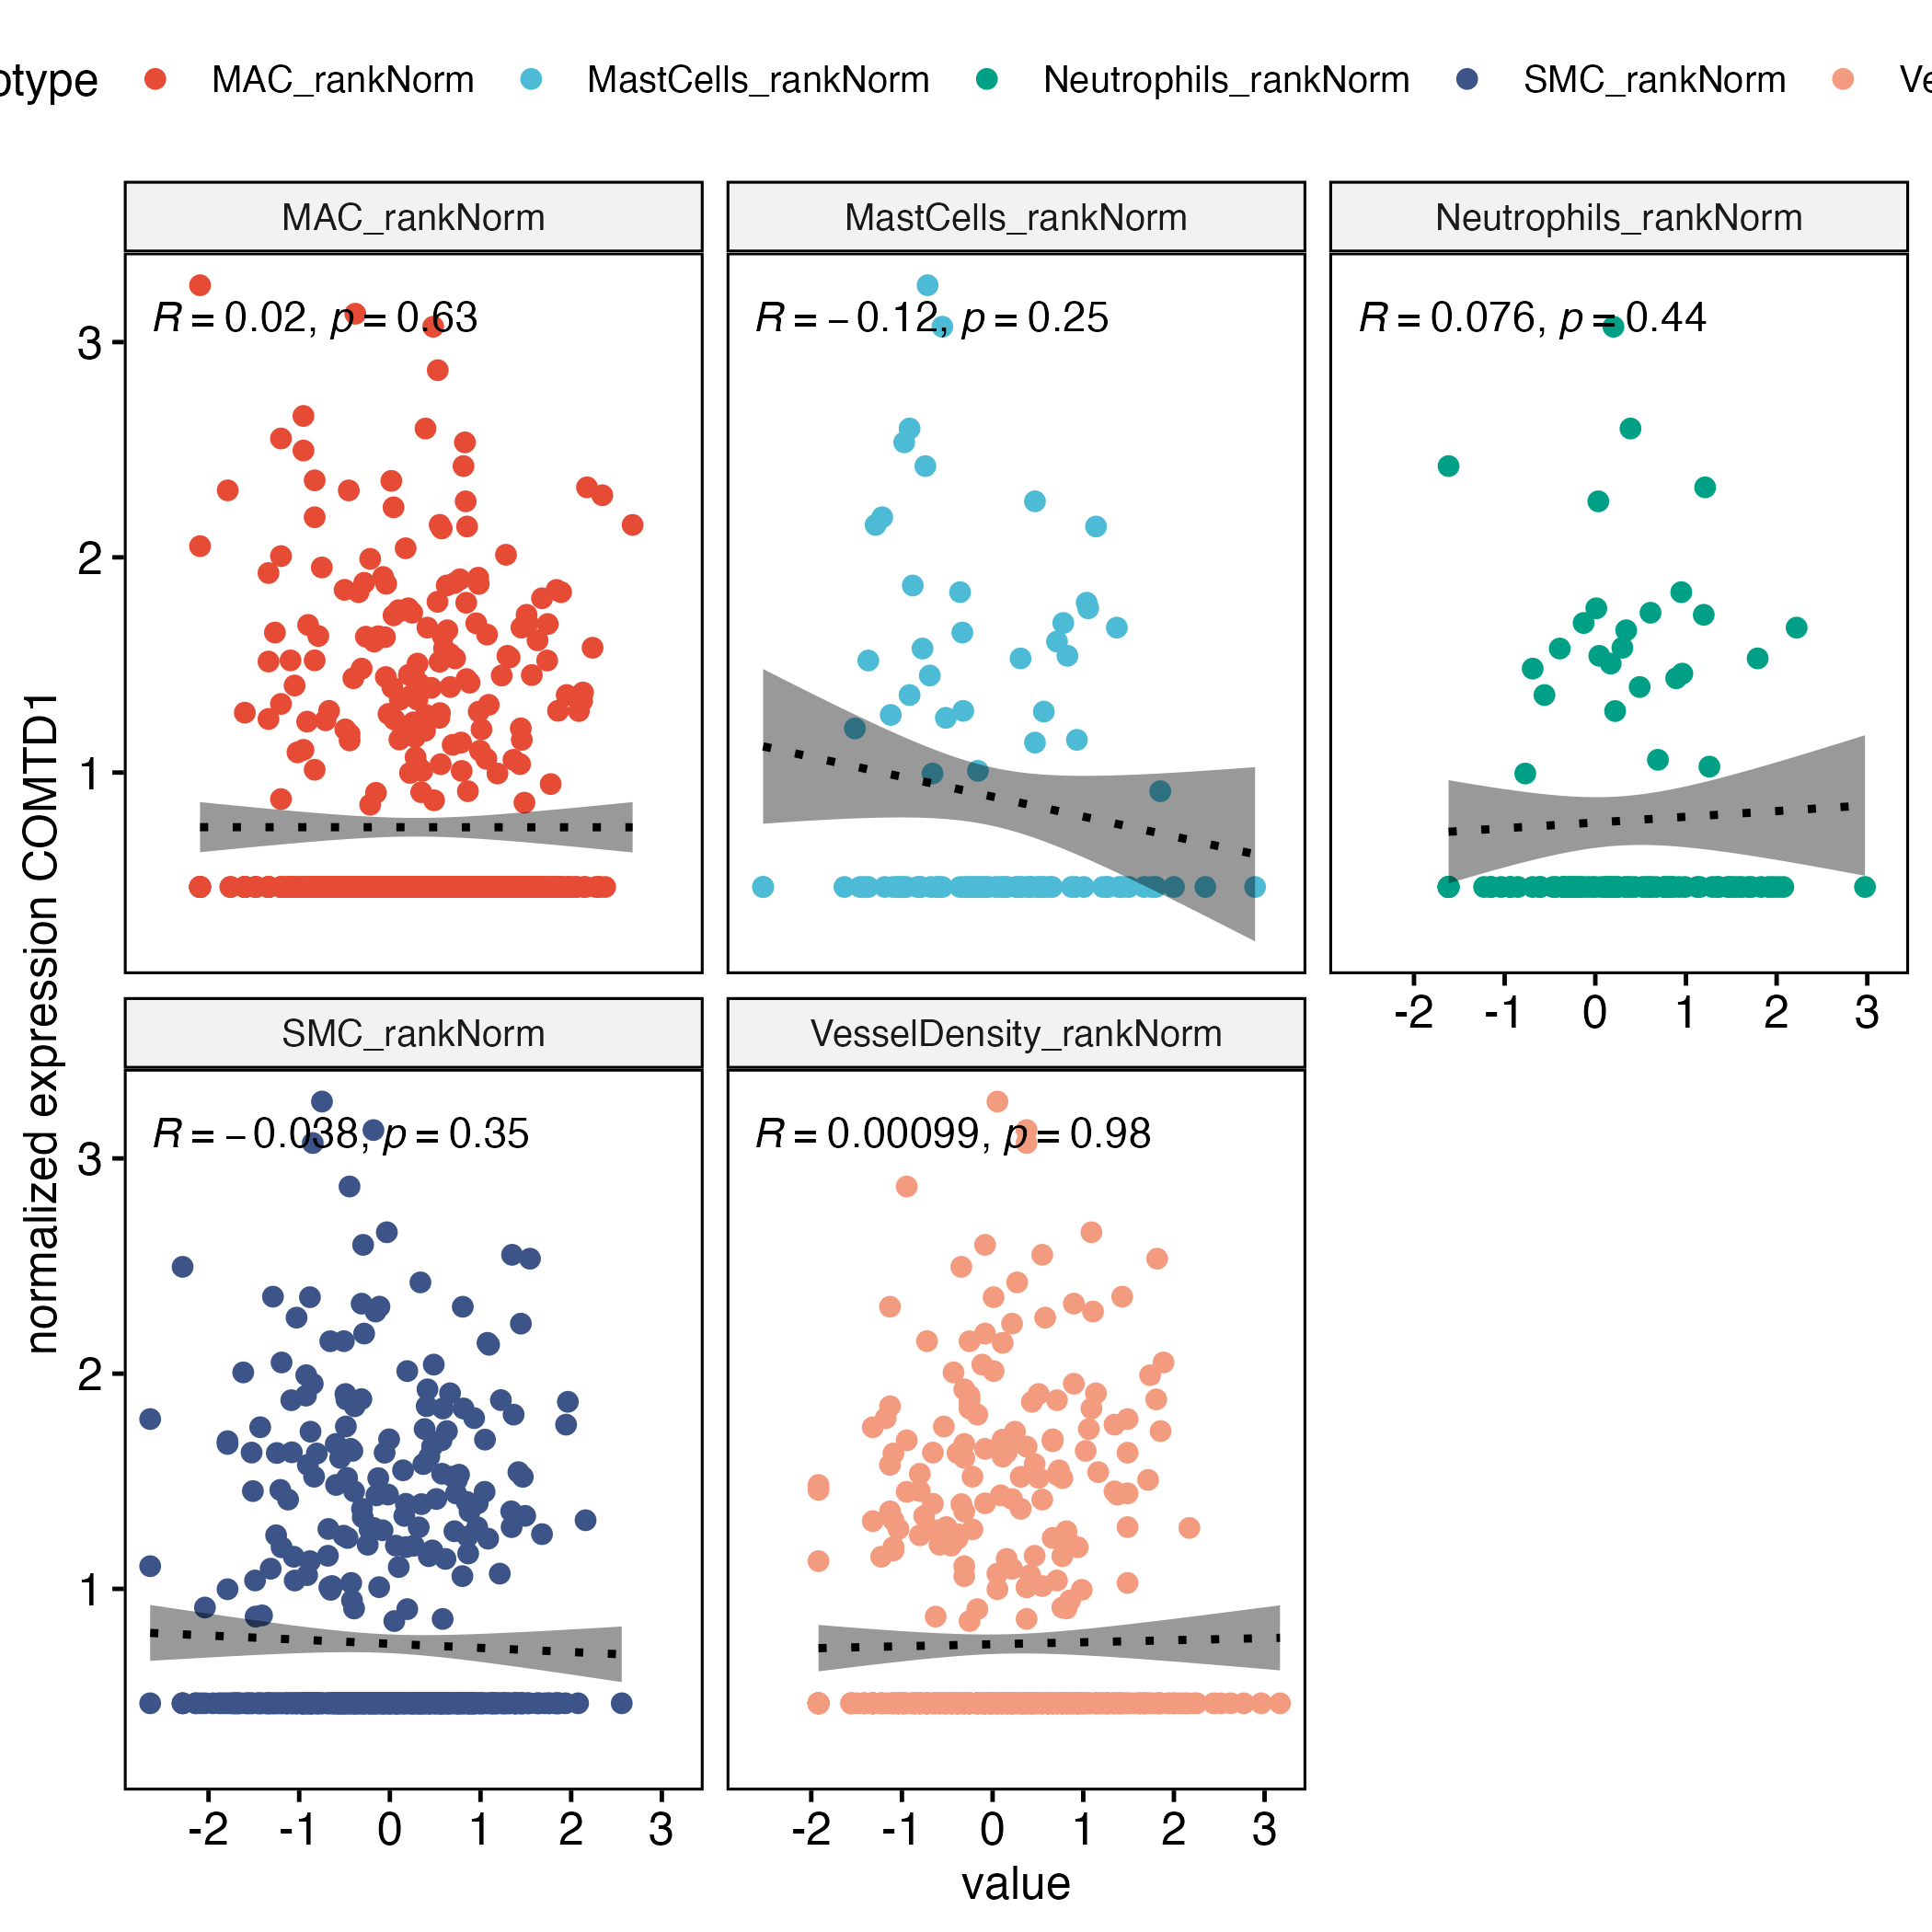 otype MAC_rankNorm MastCells_rankNorm Neutrophils_rankNorm SMC_rankNorm Ve
MAC_rankNorm MastCells_rankNorm Neutrophils_rankNorm
R = 0.02, p = 0.63 R = −0.12, p = 0.25 R = 0.076, p = 0.44
3
2
1
-2 -1 0 1 2 3
normalized expression COMTD1
SMC_rankNorm VesselDensity_rankNorm
R = −0.038, p = 0.35 R = 0.00099, p = 0.98
3
2
1
-2 -1 0 1 2 3 -2 -1 0 1 2 3
value